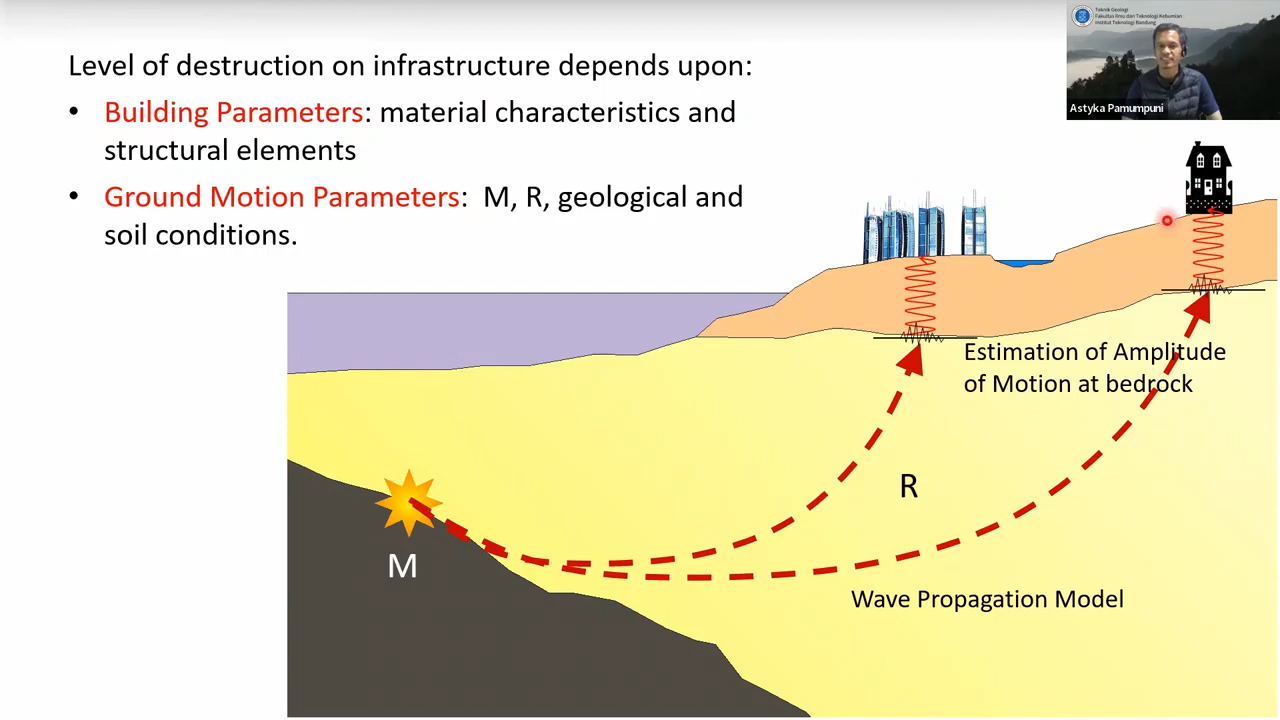 Level of destruction on infrastructure depends upon:
• Building Parameters: material characteristics and
structural elements
• Ground Motion Parameters: M, R, geological and
soil conditions.
Teknik Geologi
Fakultas Ilmu dan Teknologi Kebumian
Institut Teknologi Bandung
Astyka Pamumpuni
Estimation of Amplitude
of Motion at bedrock
R
M
Wave Propagation Model